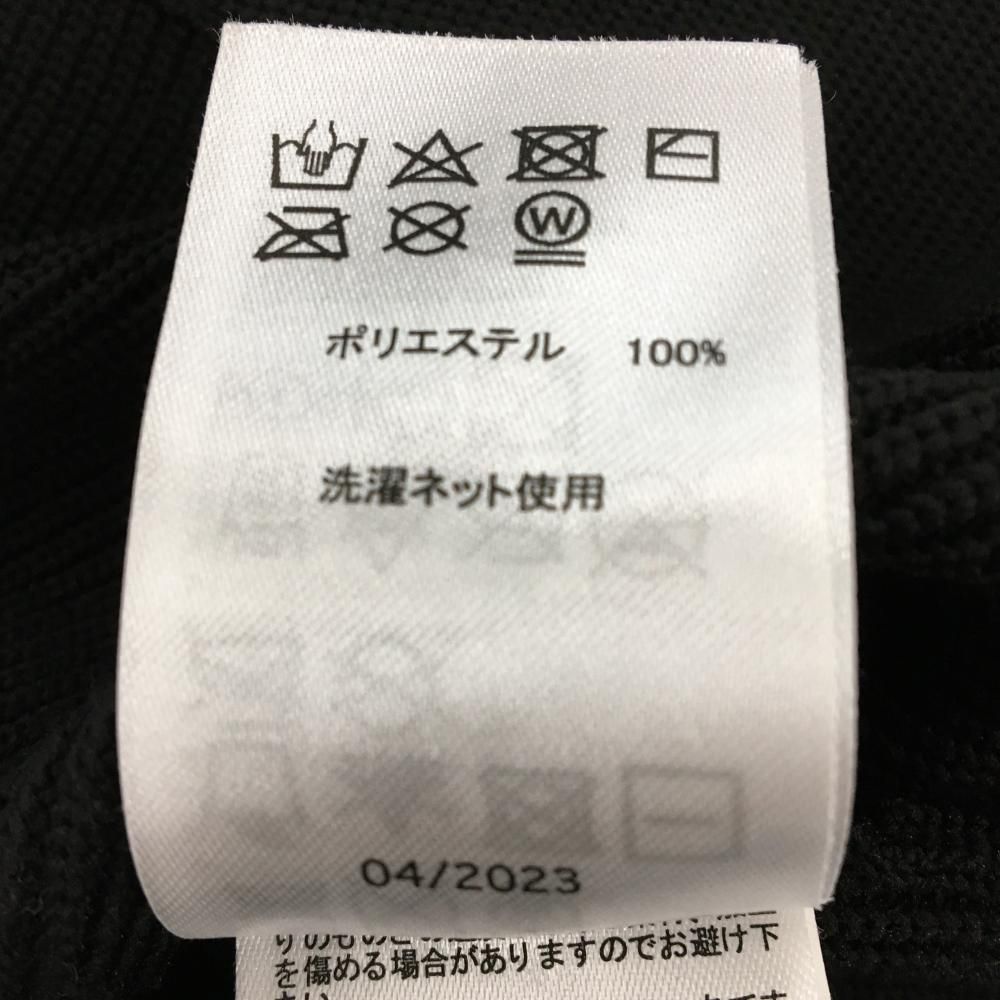 W
ポリエステル 100%
洗濯ネット使用
04/2023
を傷める場合がありますのでお避け下